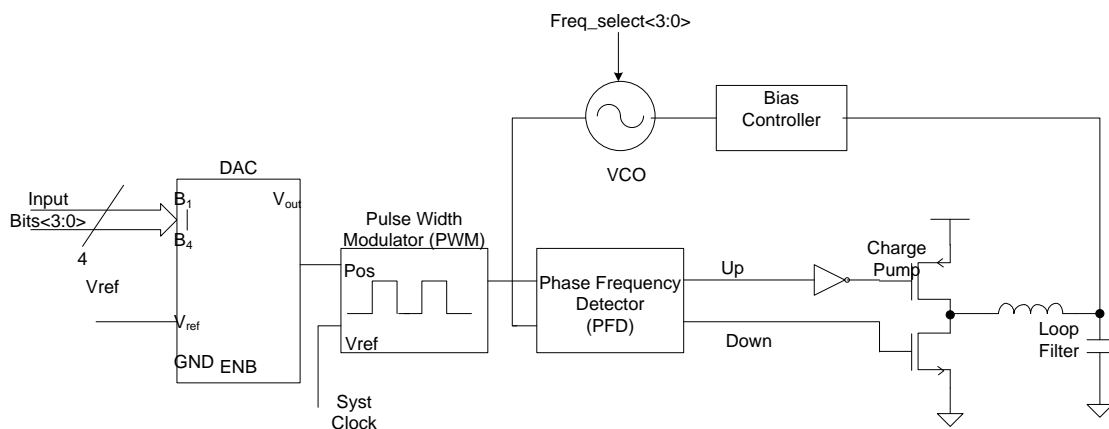 Freq_select<3:0>
Bias
Controller
VCO
DAC
Input
Bits<3:0>
4
B1
B4
Vout
Vref
Vref
GND
ENB
Pulse Width
Modulator (PWM)
Pos
Vref
Syst
Clock
Phase Frequency
Detector
(PFD)
Up
Down
Charge
Pump
Loop
Filter